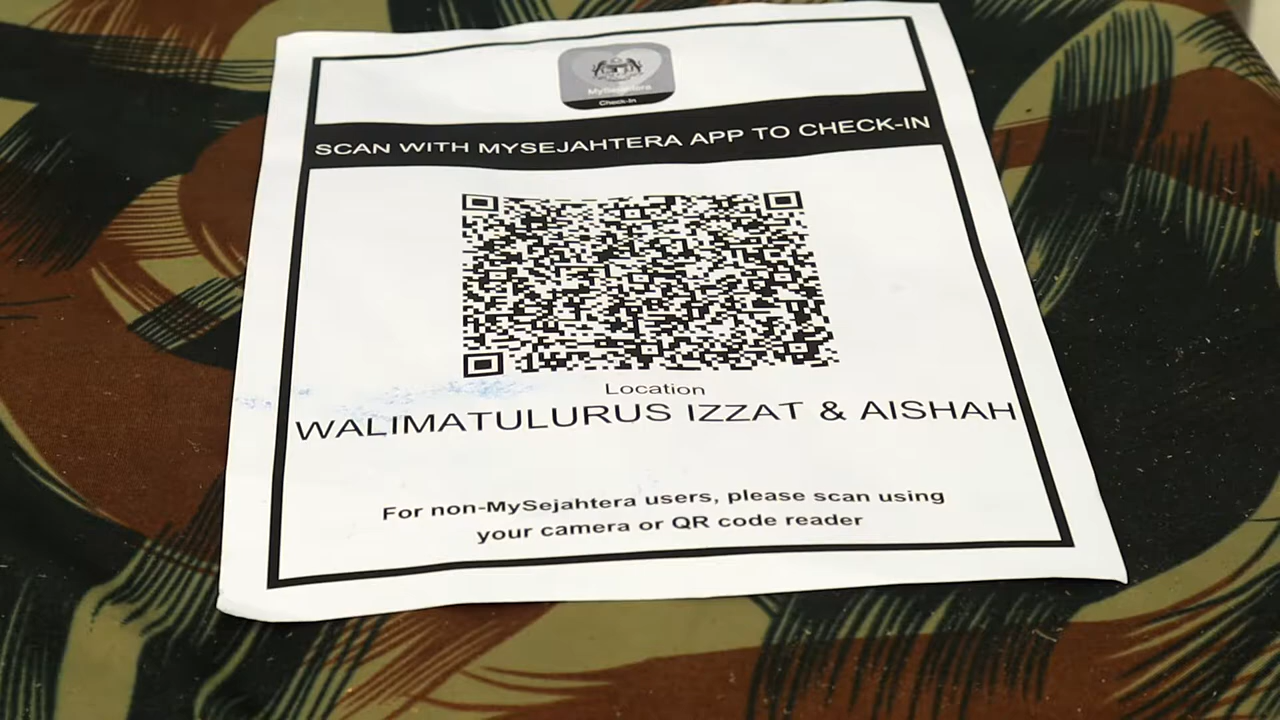 MySejahtera
Check-In
SCAN WITH MYSEJAHTERA APP TO CHECK-IN
Location
WALIMATULURUS IZZAT & AISHAH
For non-MySejahtera users, please scan using
your camera or QR code reader